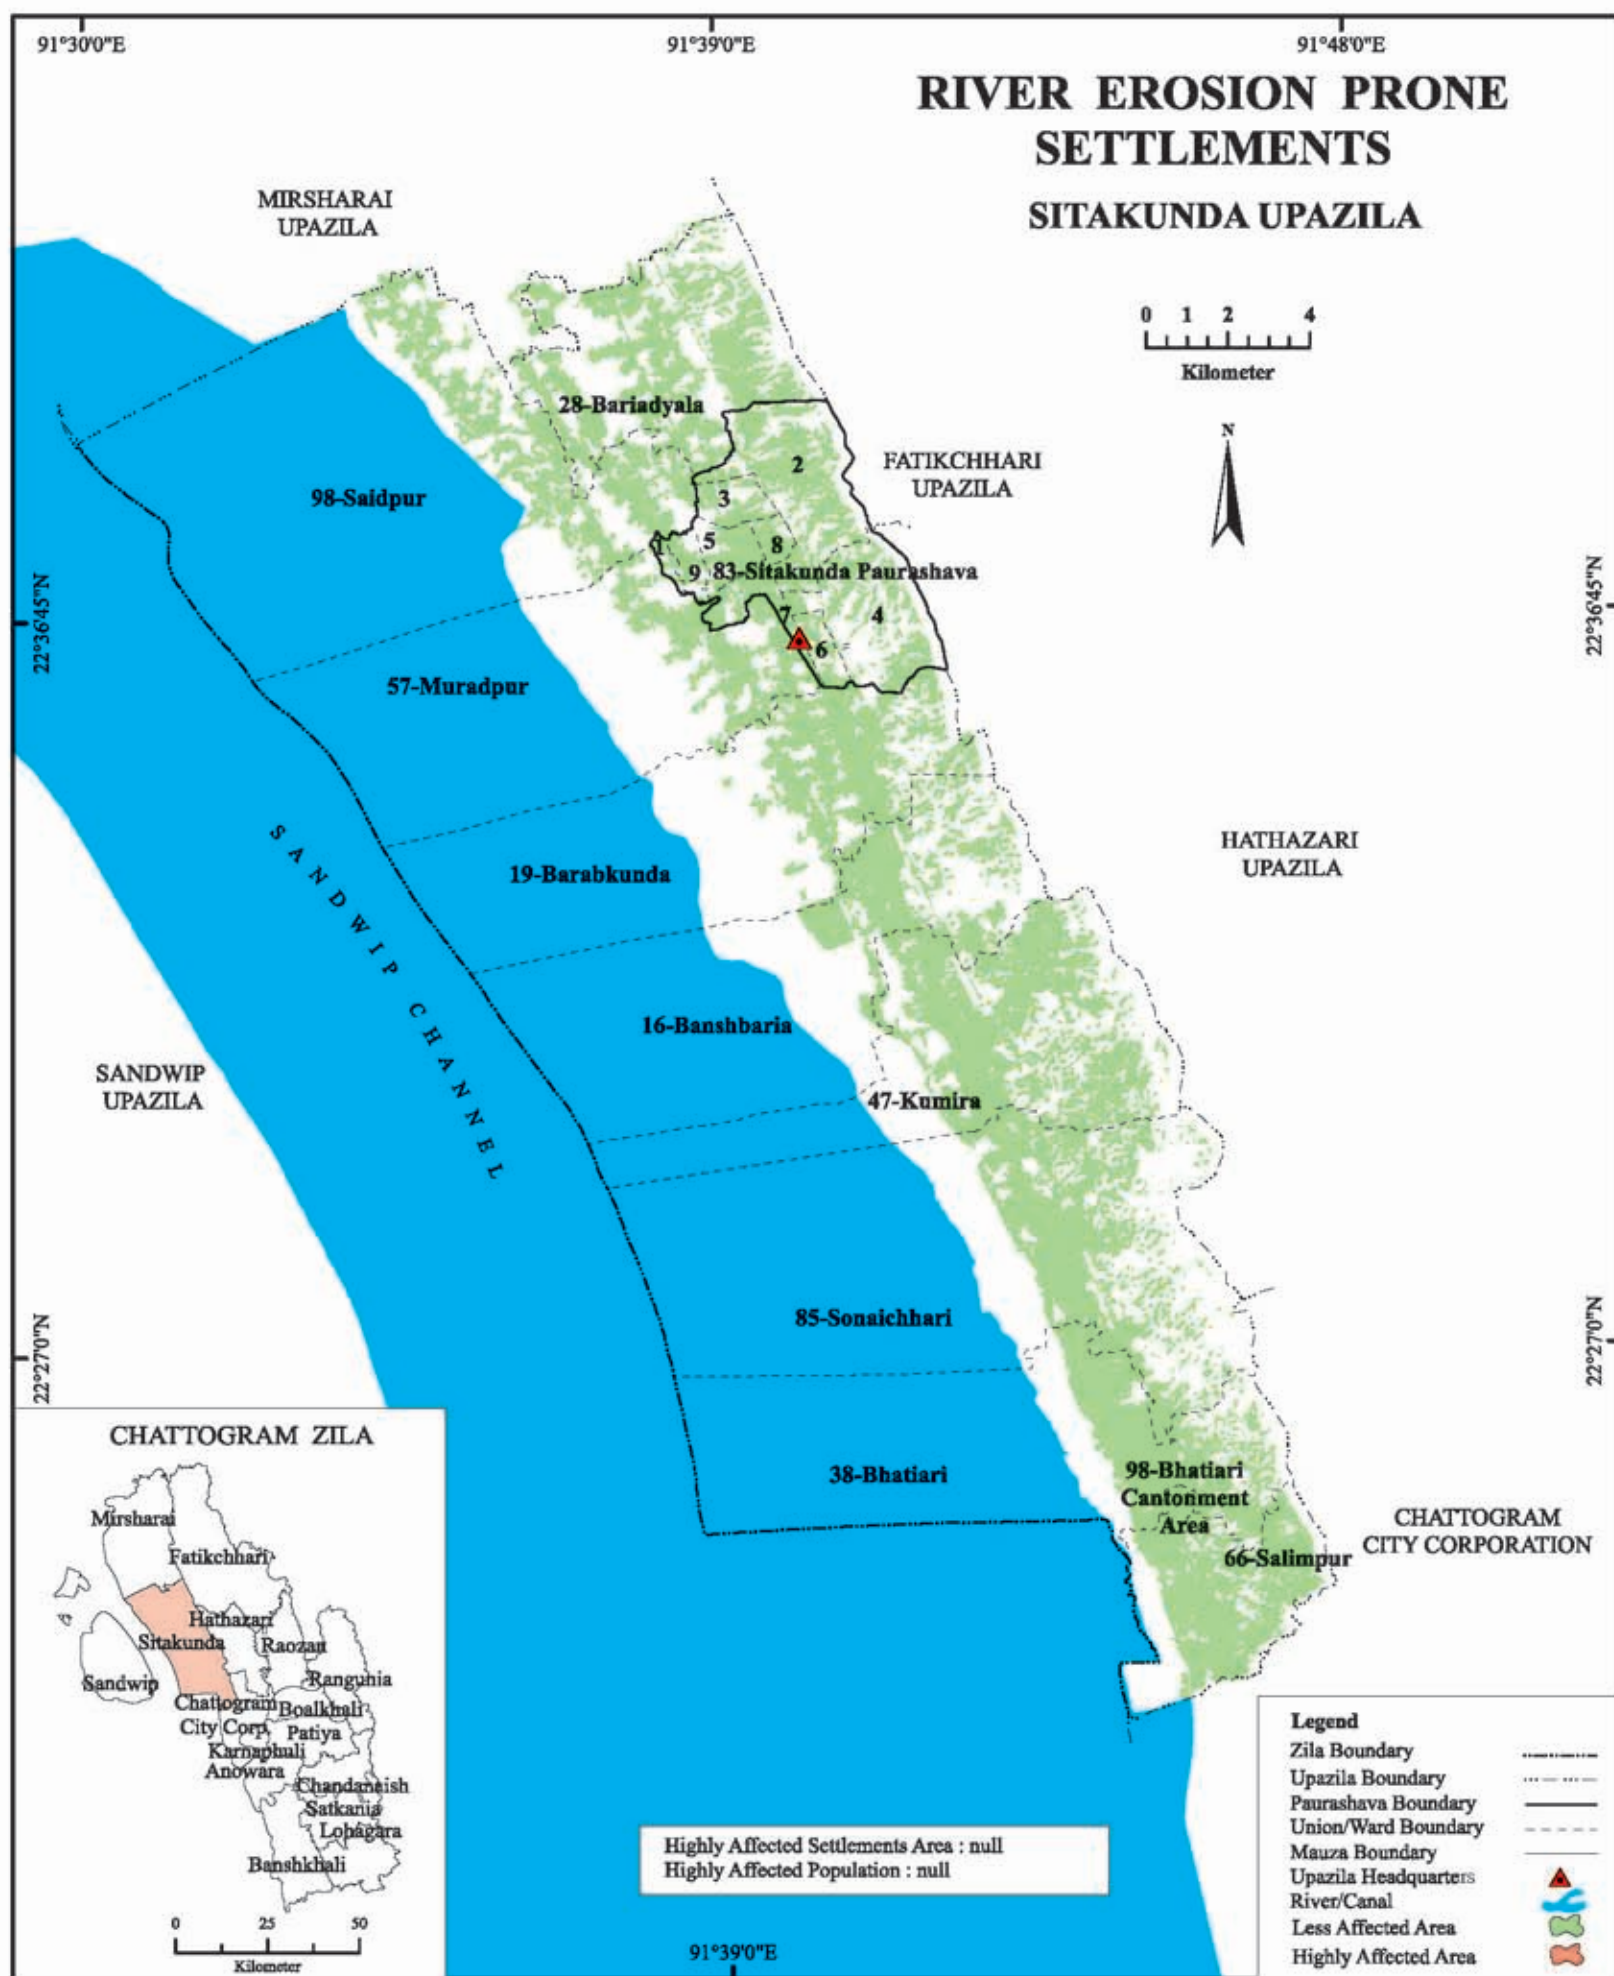 91°30'0"E
91°39'0"E
91°48'0"E
RIVER EROSION PRONE
SETTLEMENTS
SITAKUNDA UPAZILA
MIRSHARAI
UPAZILA
0 1 2 4
Kilometer
N
28-Bariadyala
FATIKCHHARI
UPAZILA
2
98-Saidpur
3
1
5
8
9
83-Sitakunda Paurashava
22°36'45"N
22°36'45"N
7
4
6
57-Muradpur
SANDWIP CHANNEL
HATHAZARI
UPAZILA
19-Barabkunda
16-Banshbaria
SANDWIP
UPAZILA
47-Kumira
85-Sonaichhari
22°27'0"N
22°27'0"N
38-Bhatiari
98-Bhatiari
Cantonment
Area
66-Salimpur
CHATTOGRAM
CITY CORPORATION
CHATTOGRAM ZILA
Mirsharai
Fatikchhari
Hathazari
Sitakunda
Raozan
Sandwip
Rangunia
Chattogram
City Corp.
Boalkhali
Patiya
Karnaphuli
Anowara
Chandanaish
Satkania
Lohagara
Banshkhali
0 25 50
Kilometer
Highly Affected Settlements Area : null
Highly Affected Population : null
91°39'0"E
Legend
Zila Boundary
Upazila Boundary
Paurashava Boundary
Union/Ward Boundary
Mauza Boundary
Upazila Headquarters
River/Canal
Less Affected Area
Highly Affected Area